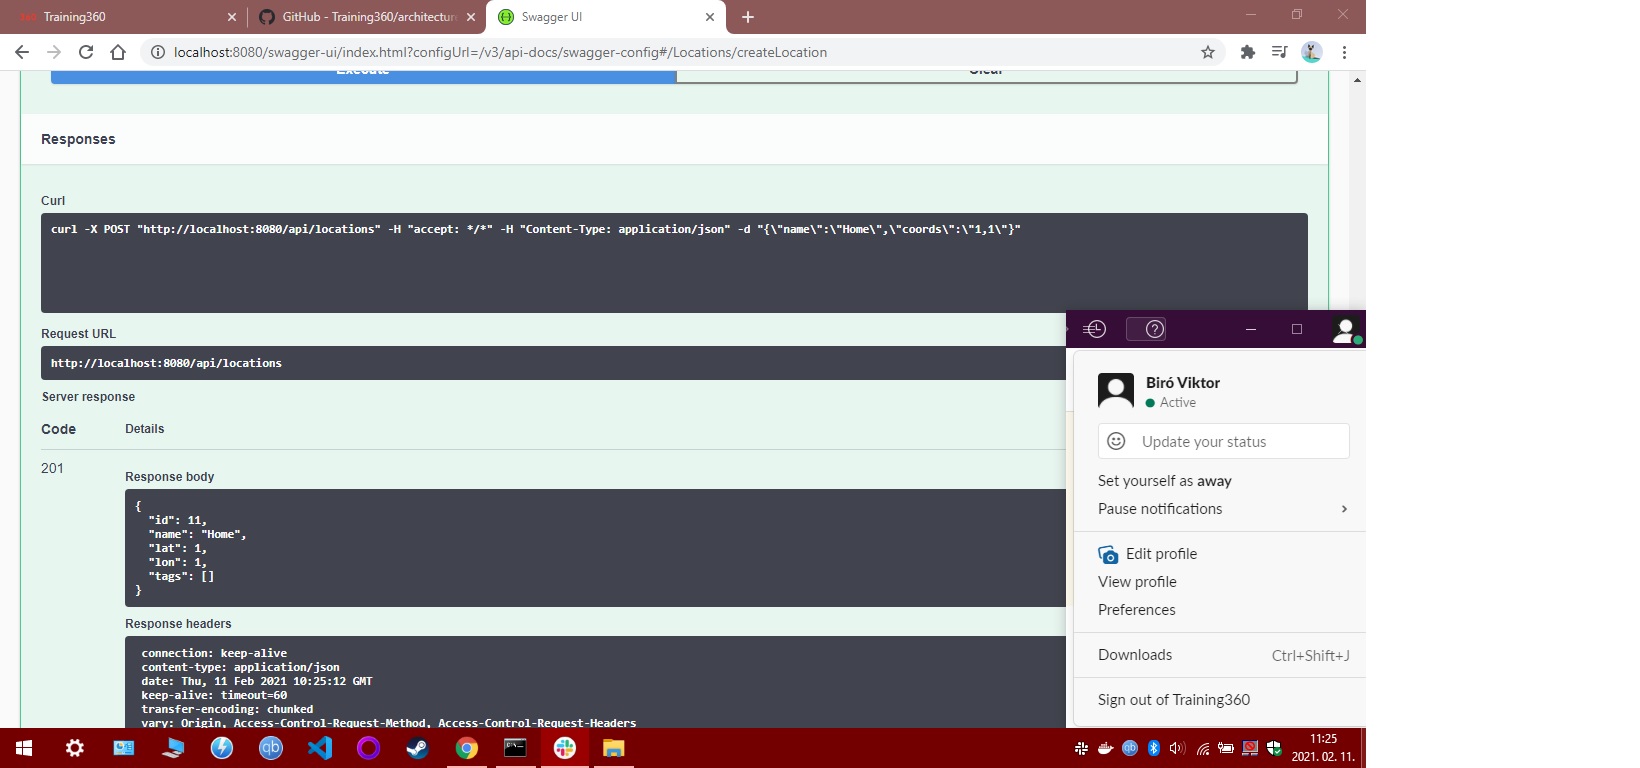 Training360
GitHub - Training360/architecture
Swagger UI
localhost:8080/swagger-ui/index.html?configUrl=/v3/api-docs/swagger-config#/Locations/createLocation
Execute
Clear
Responses
Curl
curl -X POST "http://localhost:8080/api/locations" -H "accept: */*" -H "Content-Type: application/json" -d "{\"name\":\"Home\",\"coords\":\"1,1\"}"
Request URL
http://localhost:8080/api/locations
Server response
Code
Details
201
Response body
{
"id": 11,
"name": "Home",
"lat": 1,
"lon": 1,
"tags": []
}
Response headers
connection: keep-alive
content-type: application/json
date: Thu, 11 Feb 2021 10:25:12 GMT
keep-alive: timeout=60
transfer-encoding: chunked
vary: Origin, Access-Control-Request-Method, Access-Control-Request-Headers
Biró Viktor
Active
Update your status
Set yourself as away
Pause notifications
Edit profile
View profile
Preferences
Downloads
Ctrl+Shift+J
Sign out of Training360
qb
qb
11:25
2021. 02. 11.